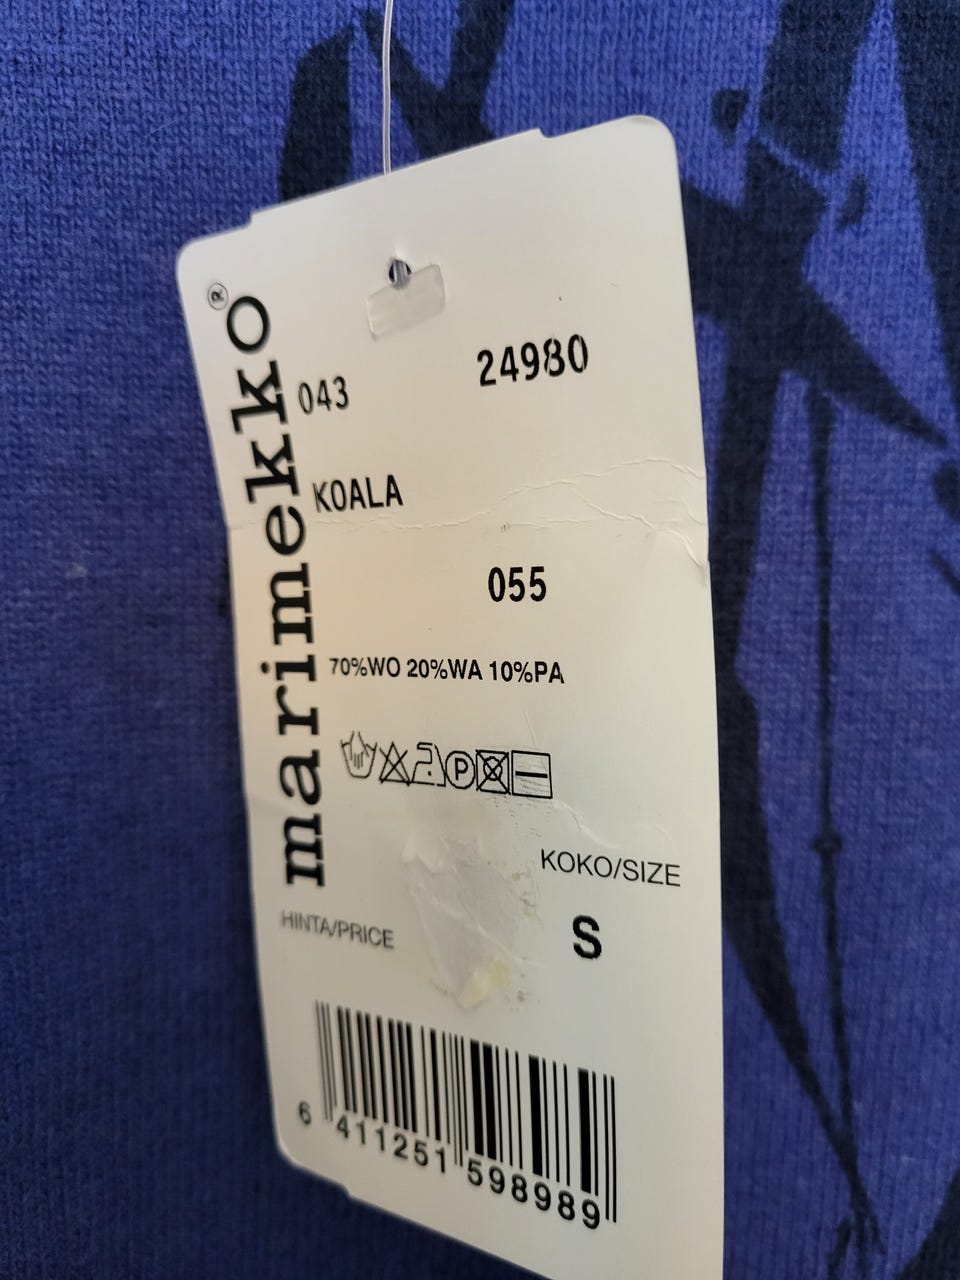 marimekko®
043
24980
KOALA
055
70%WO 20%WA 10%PA
P
KOKO/SIZE
S
HINTA/PRICE
6 411251 598989